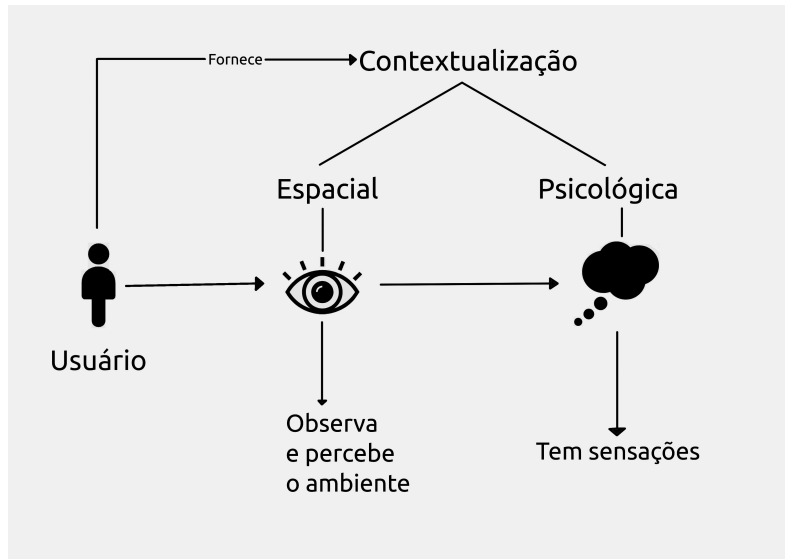 Fornece
Contextualização
Espacial
Psicológica
Usuário
Observa
e percebe
o ambiente
Tem sensações